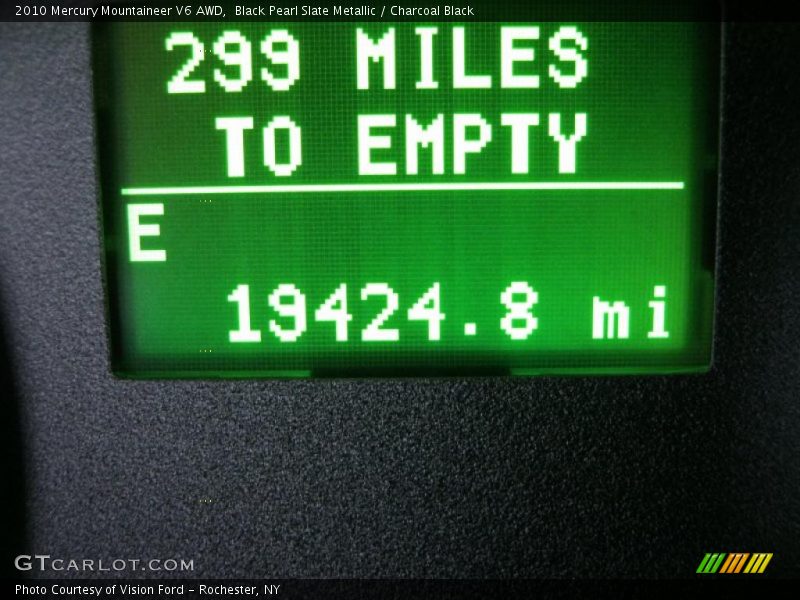 2010 Mercury Mountaineer V6 AWD,  Black Pearl Slate Metallic / Charcoal Black
299 MILES
TO EMPTY
E
19424.8 mi
GTCARLOT.COM
Photo Courtesy of Vision Ford - Rochester, NY